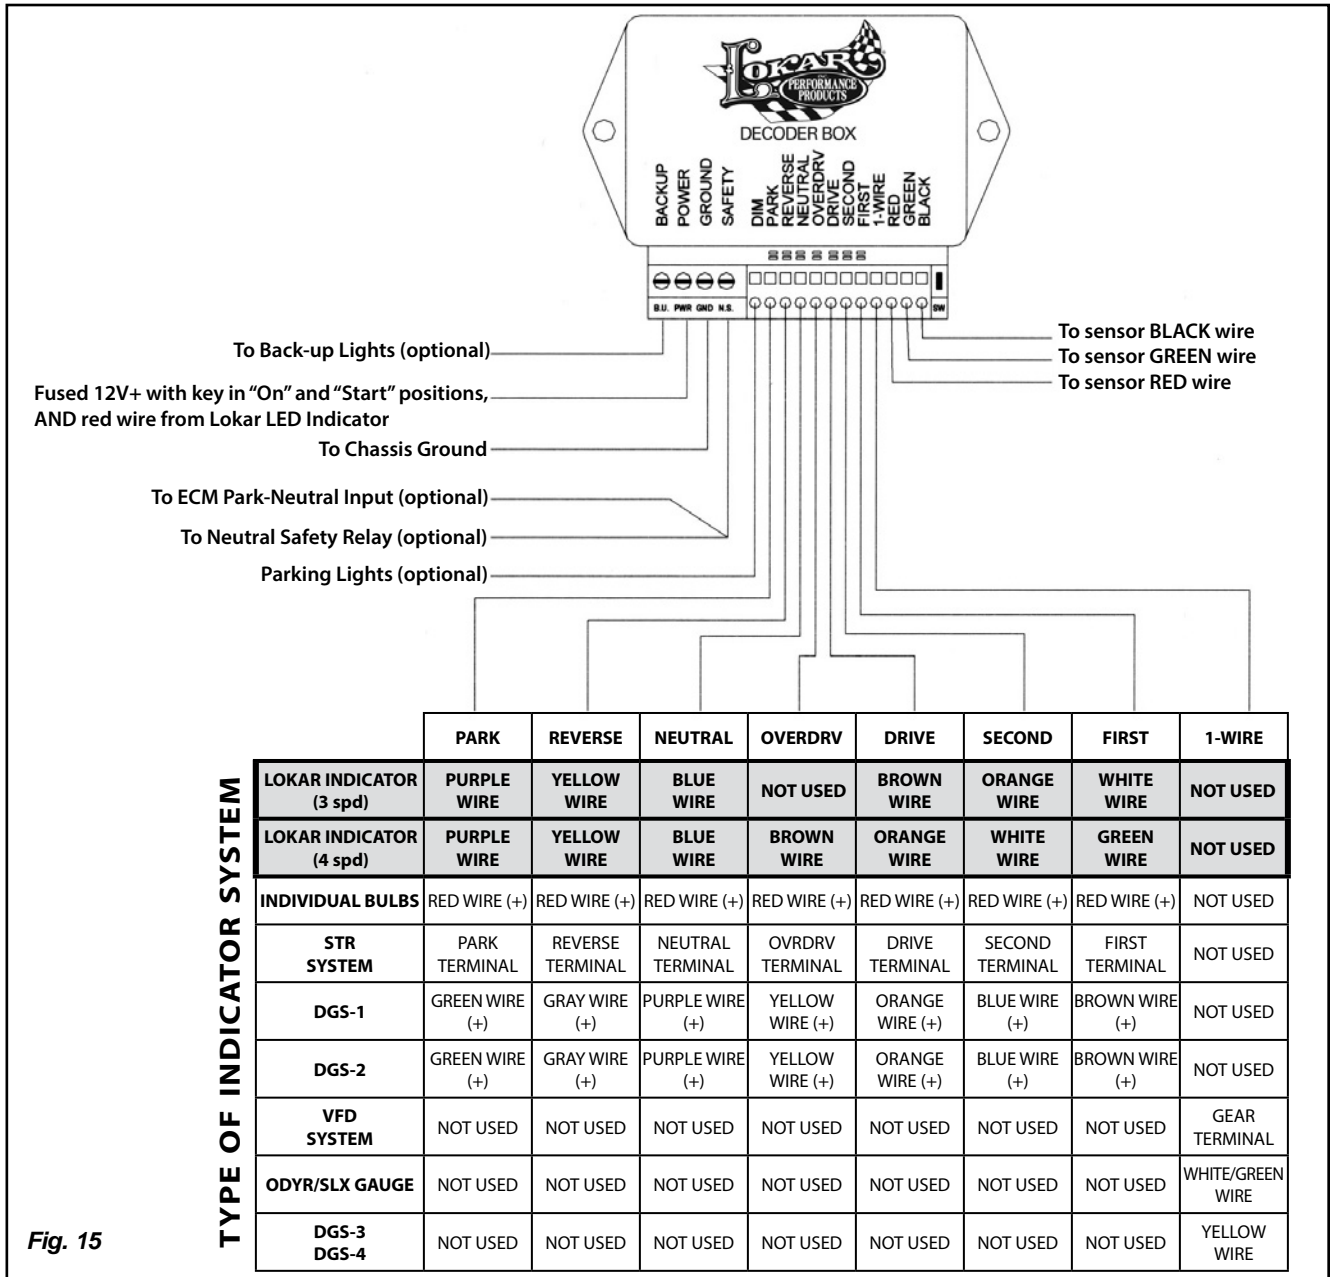 LOKAR
INC
PERFORMANCE
PRODUCTS
DECODER BOX
BACKUP
POWER
GROUND
SAFETY
DIM
PARK
REVERSE
NEUTRAL
OVERDRV
DRIVE
SECOND
FIRST
1-WIRE
RED
GREEN
BLACK
B.U. PWR GND N.S. SW
To Back-up Lights (optional)
Fused 12V+ with key in “On” and “Start” positions,
AND red wire from Lokar LED Indicator
To Chassis Ground
To ECM Park-Neutral Input (optional)
To Neutral Safety Relay (optional)
Parking Lights (optional)
To sensor BLACK wire
To sensor GREEN wire
To sensor RED wire
TYPE OF INDICATOR SYSTEM
PARK REVERSE NEUTRAL OVERDRV DRIVE SECOND FIRST 1-WIRE
LOKAR INDICATOR PURPLE YELLOW BLUE NOT USED BROWN ORANGE WHITE NOT USED
(3 spd) WIRE WIRE WIRE WIRE WIRE WIRE
LOKAR INDICATOR PURPLE YELLOW BLUE BROWN ORANGE WHITE GREEN NOT USED
(4 spd) WIRE WIRE WIRE WIRE WIRE WIRE WIRE
INDIVIDUAL BULBS RED WIRE (+) RED WIRE (+) RED WIRE (+) RED WIRE (+) RED WIRE (+) RED WIRE (+) RED WIRE (+) NOT USED
STR PARK REVERSE NEUTRAL OVRDRV DRIVE SECOND FIRST NOT USED
SYSTEM TERMINAL TERMINAL TERMINAL TERMINAL TERMINAL TERMINAL TERMINAL
DGS-1 GREEN WIRE GRAY WIRE PURPLE WIRE YELLOW ORANGE BLUE WIRE BROWN WIRE NOT USED
(+) (+) (+) WIRE (+) WIRE (+) (+) (+)
DGS-2 GREEN WIRE GRAY WIRE PURPLE WIRE YELLOW ORANGE BLUE WIRE BROWN WIRE NOT USED
(+) (+) (+) WIRE (+) WIRE (+) (+) (+)
VFD NOT USED NOT USED NOT USED NOT USED NOT USED NOT USED NOT USED GEAR
SYSTEM TERMINAL
ODYR/SLX GAUGE NOT USED NOT USED NOT USED NOT USED NOT USED NOT USED NOT USED WHITE/GREEN
WIRE
DGS-3 NOT USED NOT USED NOT USED NOT USED NOT USED NOT USED NOT USED YELLOW
DGS-4 WIRE
Fig. 15